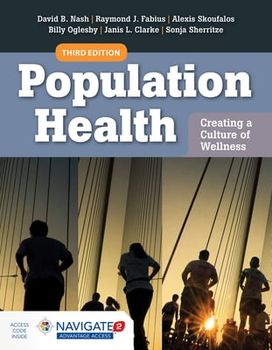 David B. Nash | Raymond J. Fabius | Alexis Skoufalos
Billy Oglesby | Janis L. Clarke | Sonja Sherritze
THIRD EDITION
Population
Health
Creating a
Culture of
Wellness
ACCESS
CODE
INSIDE
NAVIGATE 2
ADVANTAGE ACCESS